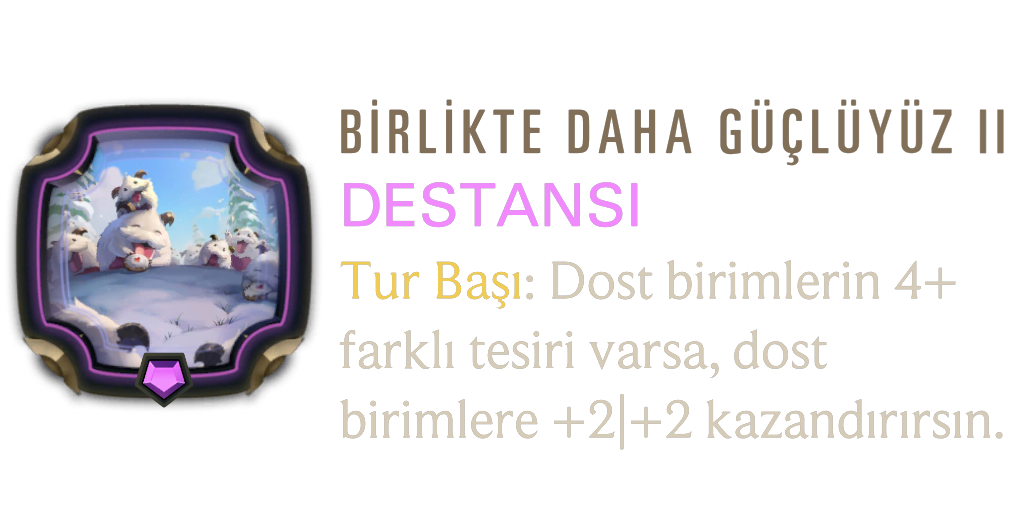 BİRLİKTE DAHA GÜÇLÜYÜZ II
DESTANSI
Tur Başı: Dost birimlerin 4+
farklı tesiri varsa, dost
birimlere +2|+2 kazandırırsın.